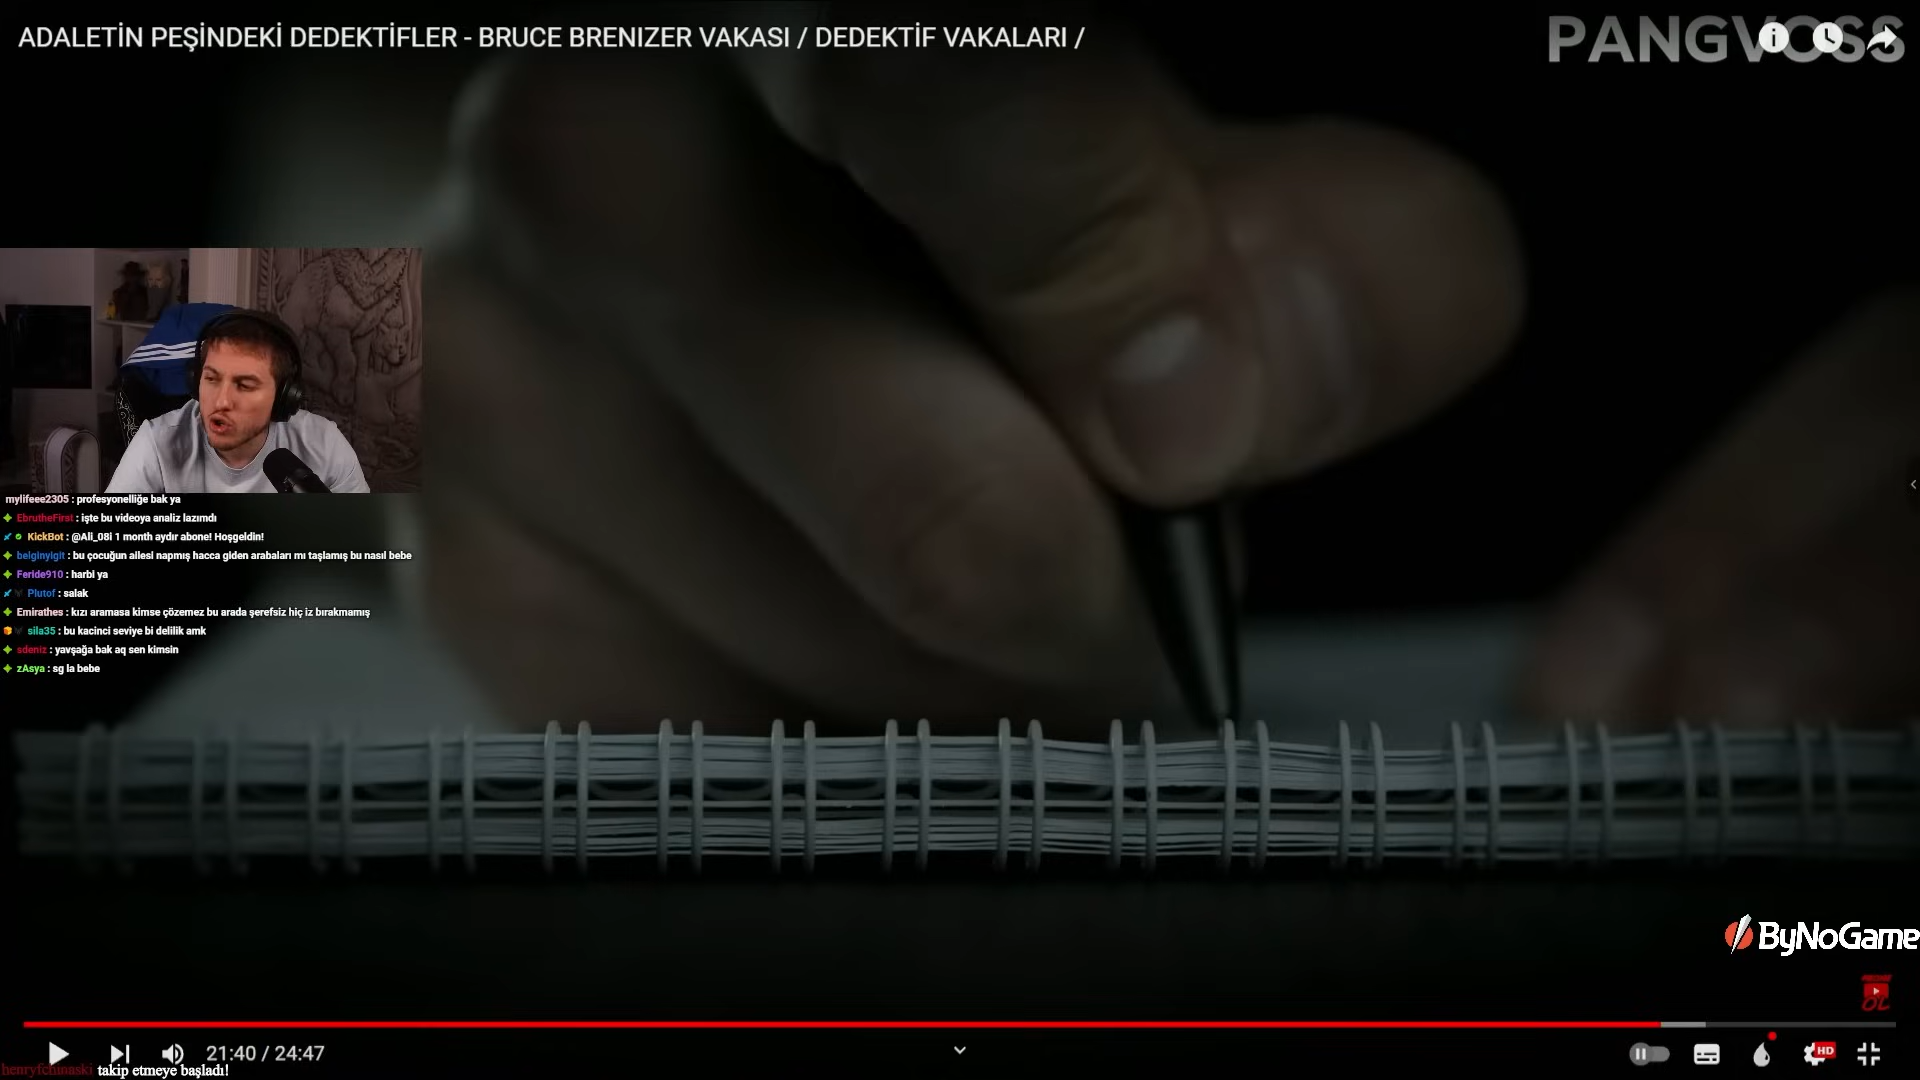 ADALETİN PEŞİNDEKİ DEDEKTİFLER - BRUCE BRENIZER VAKASI / DEDEKTİF VAKALARI /
PANGVOSS
mylifeee2305 : profesyonelliğe bak ya
EbrutheFirst : işte bu videoya analiz lazımdı
KickBot : @Ali_08i 1 month aydır abone! Hoşgeldin!
belginyigit : bu çocuğun ailesi napmış hacca giden arabaları mı taşlamış bu nasıl bebe
Feride910 : harbi ya
Plutof : salak
Emirathes : kızı aramasa kimse çözemez bu arada şerefsiz hiç iz bırakmamış
sila35 : bu kacinci seviye bi delilik amk
sdeniz : yavşağa bak aq sen kimsin
zAsya : sg la bebe
ByNoGame
OL
21:40 / 24:47
HD
henryfchinaski takip etmeye başladı!